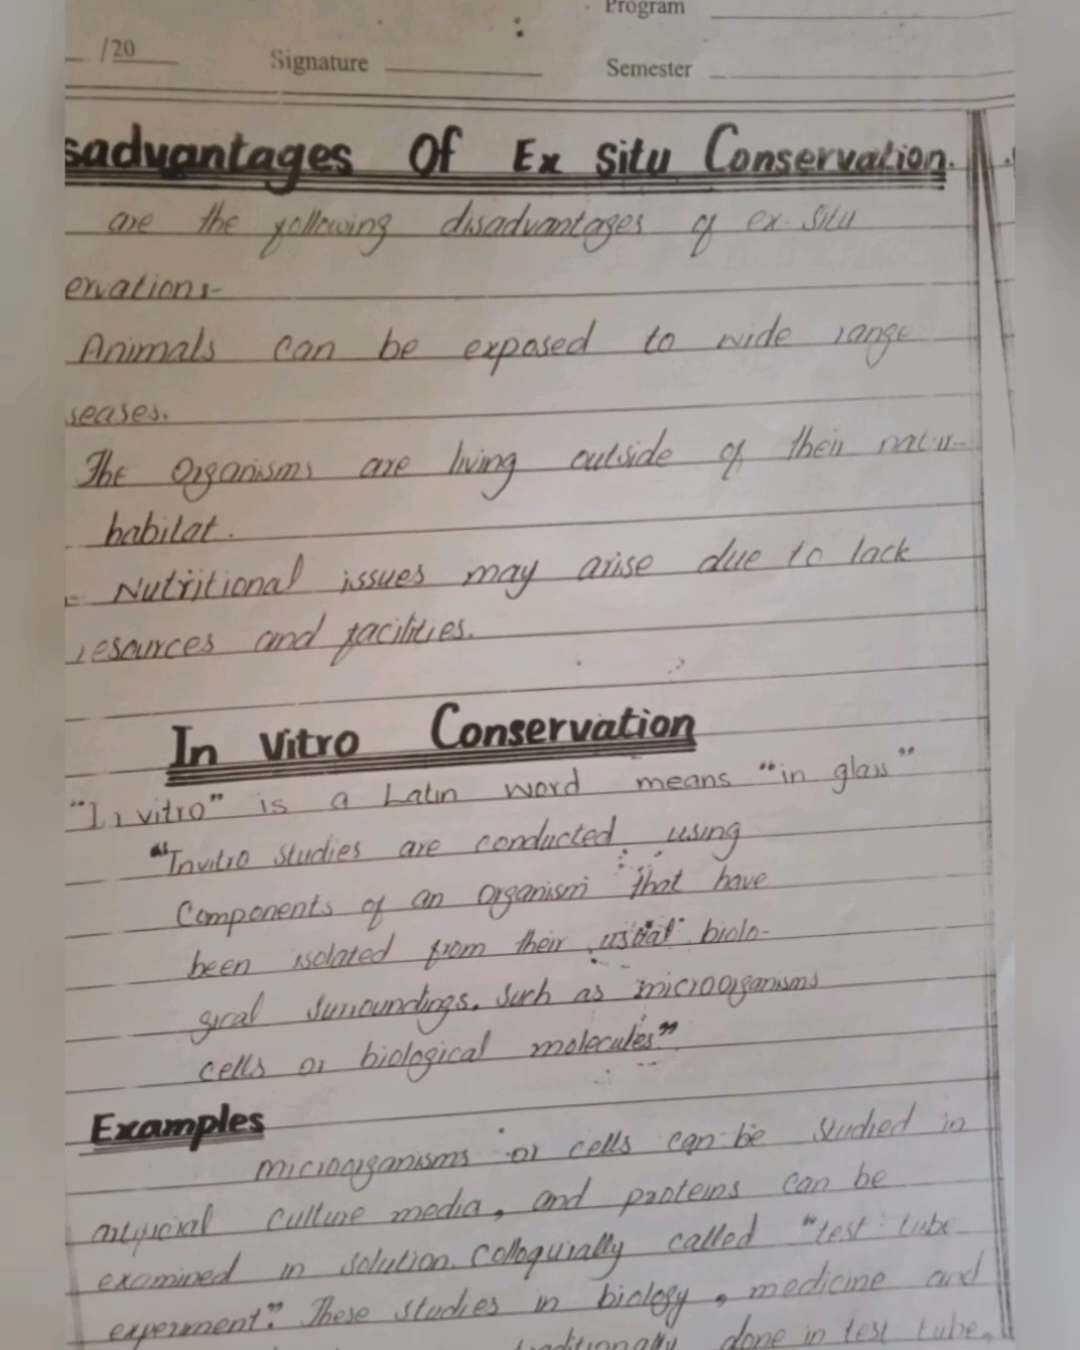 Program
/20 Signature Semester
sadvantages Of Ex Situ Conservation.
are the following disadvantages of ex-situ
ervation:-
Animals can be exposed to wide range
seases.
The Organisms are living outside of their natu-
habitat.
Nutritional issues may arise due to lack
resources and facilities.
In Vitro Conservation
"In vitro" is a Latin word means "in glass"
"Invitro studies are conducted using
Components of an organism that have
been isolated from their usual biolo-
gical surroundings. Such as microorganisms
cells or biological molecules"
Examples
microorganisms or cells can be studied in
artificial culture media, and proteins can be
examined in solution. Colloquially called "test tube
experment". These studies in biology, medicine and
done in test tube,